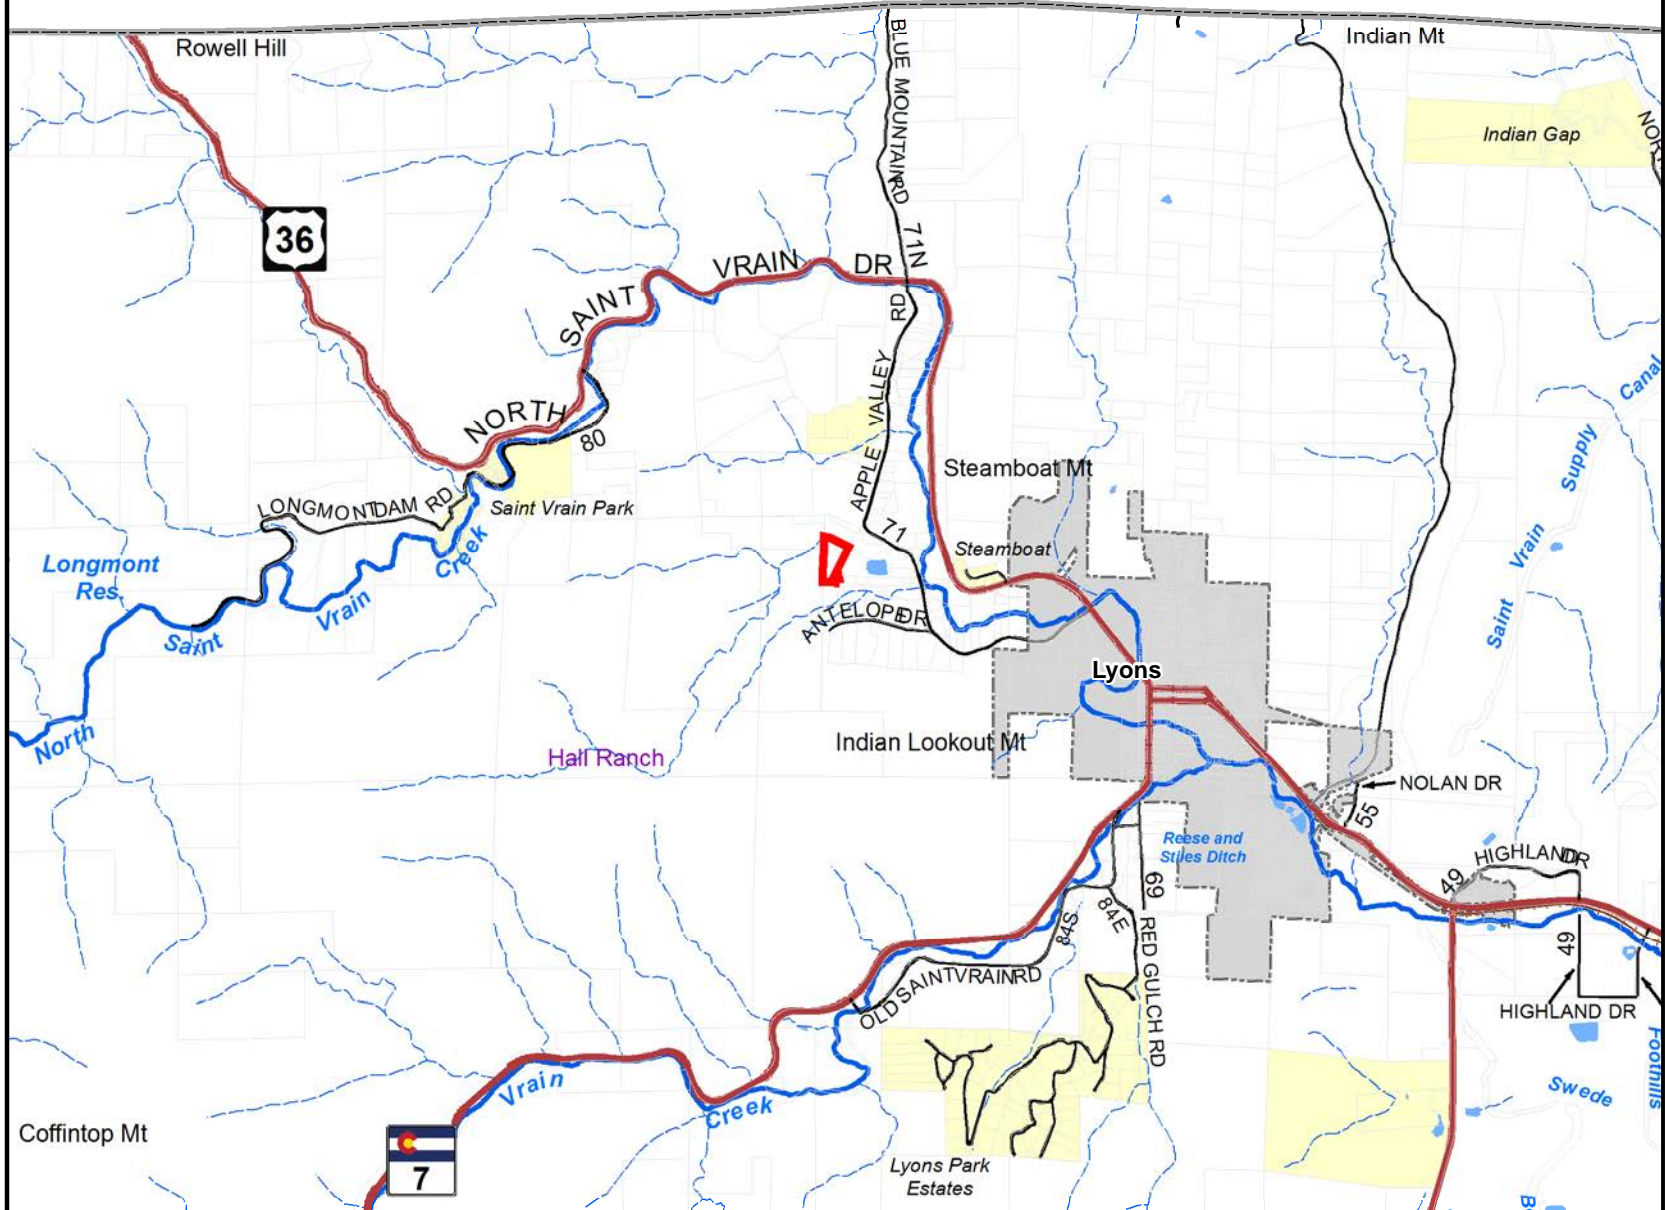 Rowell Hill
BLUE MOUNTAIN RD
Indian Mt
Indian Gap
36
71N
VRAIN
DR
SAINT
RD
NORTH
80
APPLE VALLEY
Canal
Supply
Steamboat Mt
LONGMONT DAM RD
Saint Vrain Park
71
Steamboat
Vrain
Longmont
Res.
Creek
Vrain
Saint
ANTELOPE DR
Saint
Lyons
North
Hall Ranch
Indian Lookout Mt
NOLAN DR
55
Reese and
Stiles Ditch
HIGHLAND DR
49
69
84E
84S
RED GULCH RD
49
OLD SAINT VRAIN RD
HIGHLAND DR
Foothills
Vrain
Creek
Swede
Coffintop Mt
7
Lyons Park
Estates